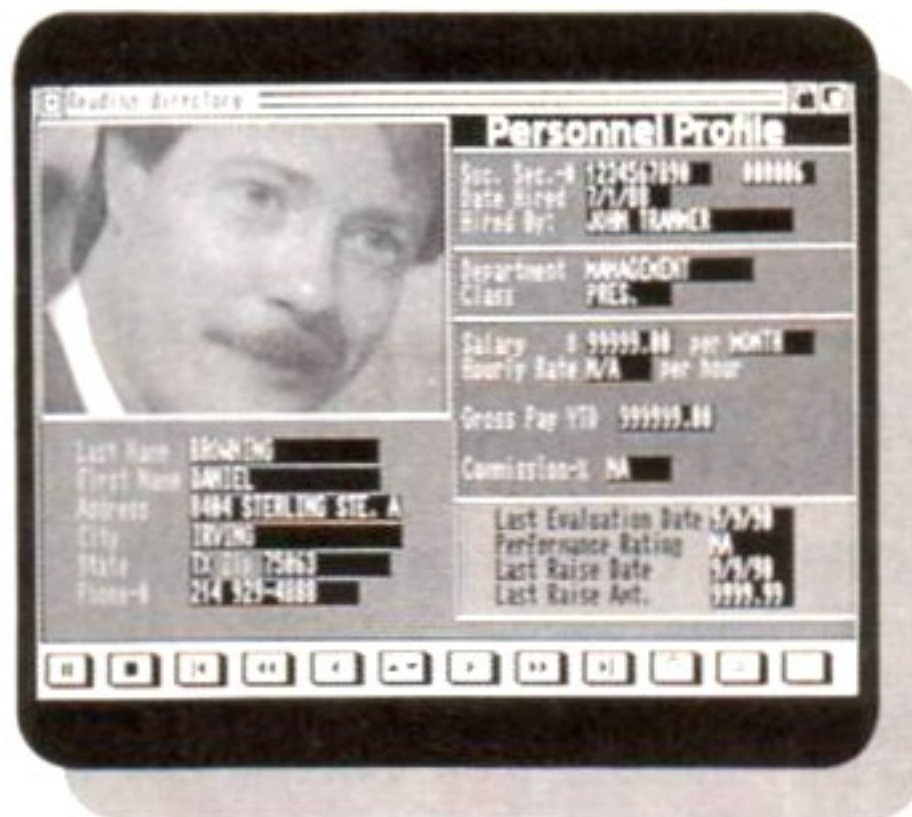 Reading directory
Personnel Profile
Soc. Sec.-# 1234567890 000006
Date Hired 7/1/88
Hired By: JOHN TRANMER
Department MANAGEMENT
Class PRES.
Salary $ 99999.00 per MONTH
Hourly Rate N/A per hour
Gross Pay YTD 999999.00
Commission-% NA
Last Name BROWNING
First Name DANIEL
Address 8404 STERLING STE. A
City IRVING
State TX 75063
Phone-# 214 929-4888
Last Evaluation Date
Performance Rating NA
Last Raise Date
Last Raise Amt. 9999.99